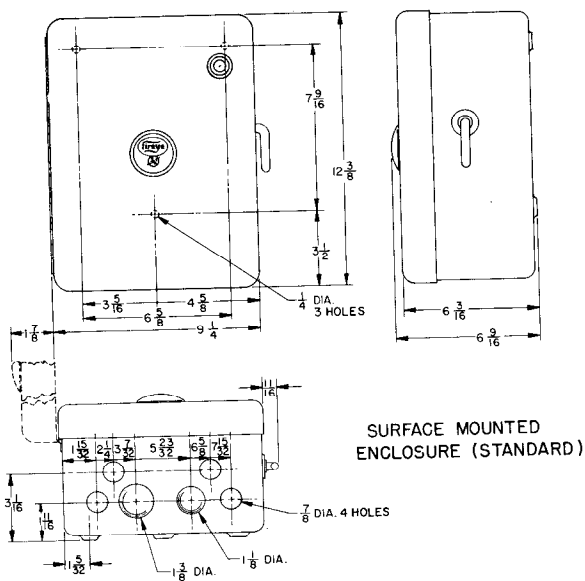 7 9/16
12 3/8
3 1/2
3 5/16
4 5/8
6 5/8
9 1/4
1/4 DIA.
3 HOLES
6 3/16
6 9/16
1 7/8
11/16
1 15/32
2 1/4
3 7/32
5 23/32
6 5/8
7 15/32
3 1/16
1 5/32
1 3/8 DIA.
1 1/8 DIA.
7/8 DIA. 4 HOLES
SURFACE MOUNTED
ENCLOSURE (STANDARD)